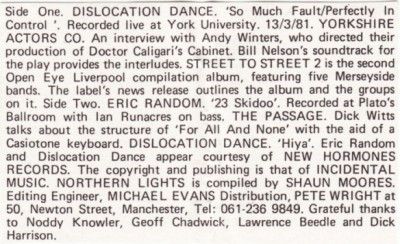 Side One. DISLOCATION DANCE. 'So Much Fault/Perfectly In
Control '. Recorded live at York University. 13/3/81. YORKSHIRE
ACTORS CO. An interview with Andy Winters, who directed their
production of Doctor Caligari's Cabinet. Bill Nelson's soundtrack for
the play provides the interludes. STREET TO STREET 2 is the second
Open Eye Liverpool compilation album, featuring five Merseyside
bands. The label's news release outlines the album and the groups
on it. Side Two. ERIC RANDOM. '23 Skidoo'. Recorded at Plato's
Ballroom with Ian Runacres on bass. THE PASSAGE. Dick Witts
talks about the structure of 'For All And None' with the aid of a
Casiotone keyboard. DISLOCATION DANCE. 'Hiya'. Eric Random
and Dislocation Dance appear courtesy of NEW HORMONES
RECORDS. The copyright and publishing is that of INCIDENTAL
MUSIC. NORTHERN LIGHTS is compiled by SHAUN MOORES.
Editing Engineer, MICHAEL EVANS Distribution, PETE WRIGHT at
50, Newton Street, Manchester, Tel: 061-236 9849. Grateful thanks
to Noddy Knowler, Geoff Chadwick, Lawrence Beedle and Dick
Harrison.